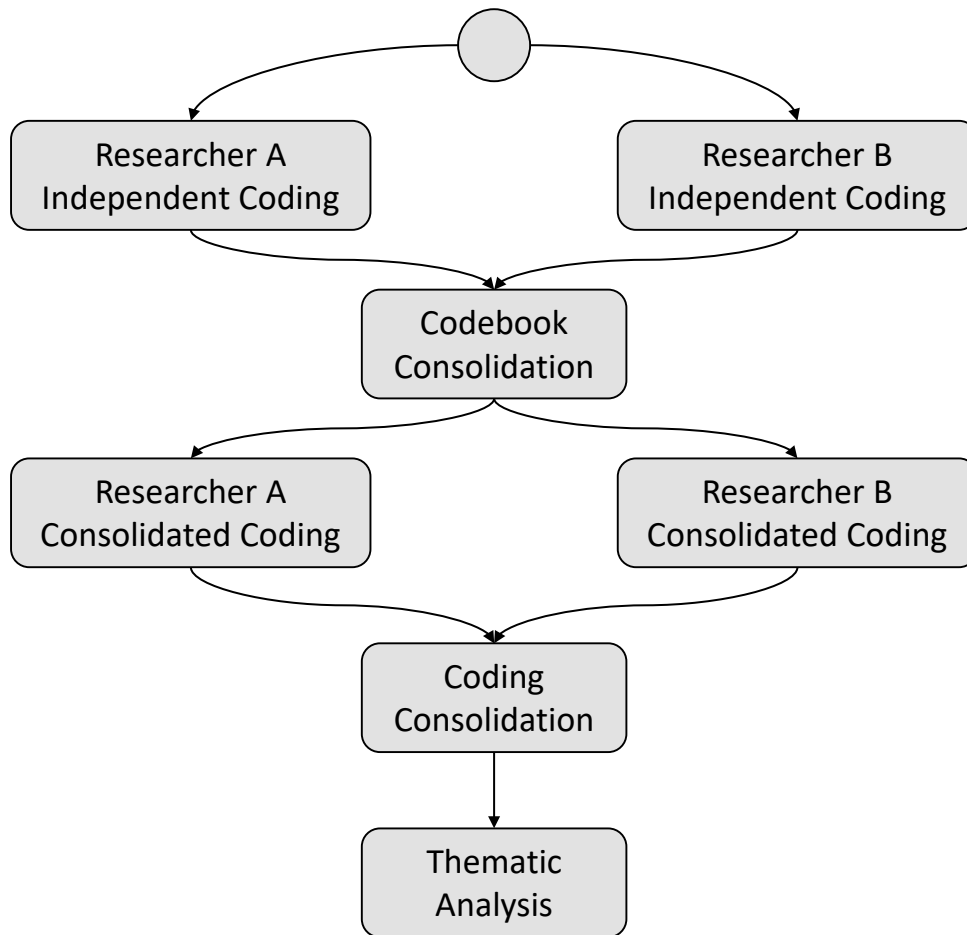 Researcher A
Independent Coding
Researcher B
Independent Coding
Codebook
Consolidation
Researcher A
Consolidated Coding
Researcher B
Consolidated Coding
Coding
Consolidation
Thematic
Analysis